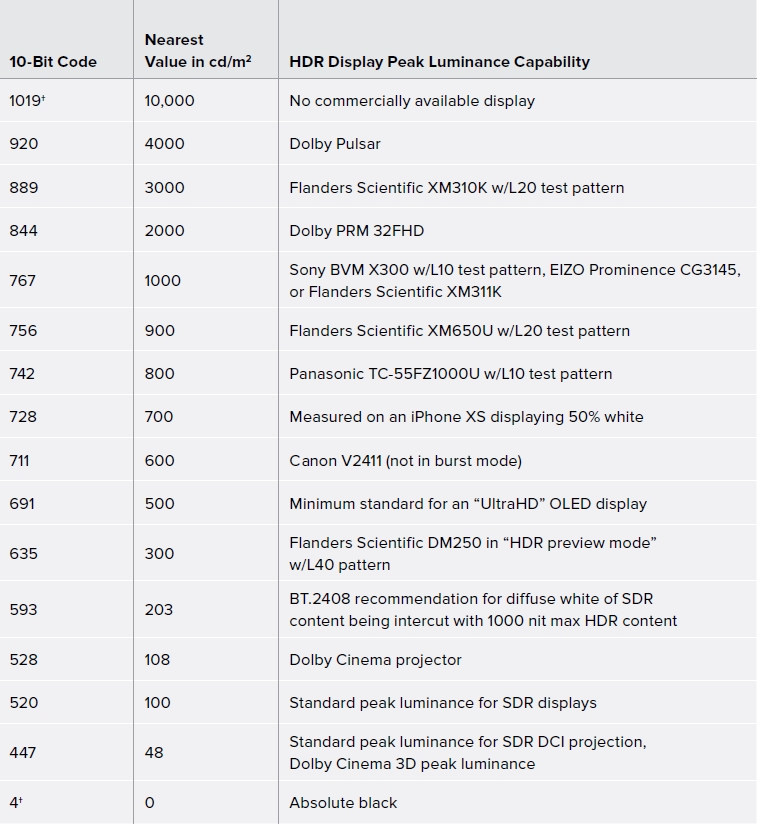 10-Bit Code
Nearest
Value in cd/m²
HDR Display Peak Luminance Capability
1019†
10,000
No commercially available display
920
4000
Dolby Pulsar
889
3000
Flanders Scientific XM310K w/L20 test pattern
844
2000
Dolby PRM 32FHD
767
1000
Sony BVM X300 w/L10 test pattern, EIZO Prominence CG3145,
or Flanders Scientific XM311K
756
900
Flanders Scientific XM650U w/L20 test pattern
742
800
Panasonic TC-55FZ1000U w/L10 test pattern
728
700
Measured on an iPhone XS displaying 50% white
711
600
Canon V2411 (not in burst mode)
691
500
Minimum standard for an “UltraHD” OLED display
635
300
Flanders Scientific DM250 in “HDR preview mode”
w/L40 pattern
593
203
BT.2408 recommendation for diffuse white of SDR
content being intercut with 1000 nit max HDR content
528
108
Dolby Cinema projector
520
100
Standard peak luminance for SDR displays
447
48
Standard peak luminance for SDR DCI projection,
Dolby Cinema 3D peak luminance
4†
0
Absolute black